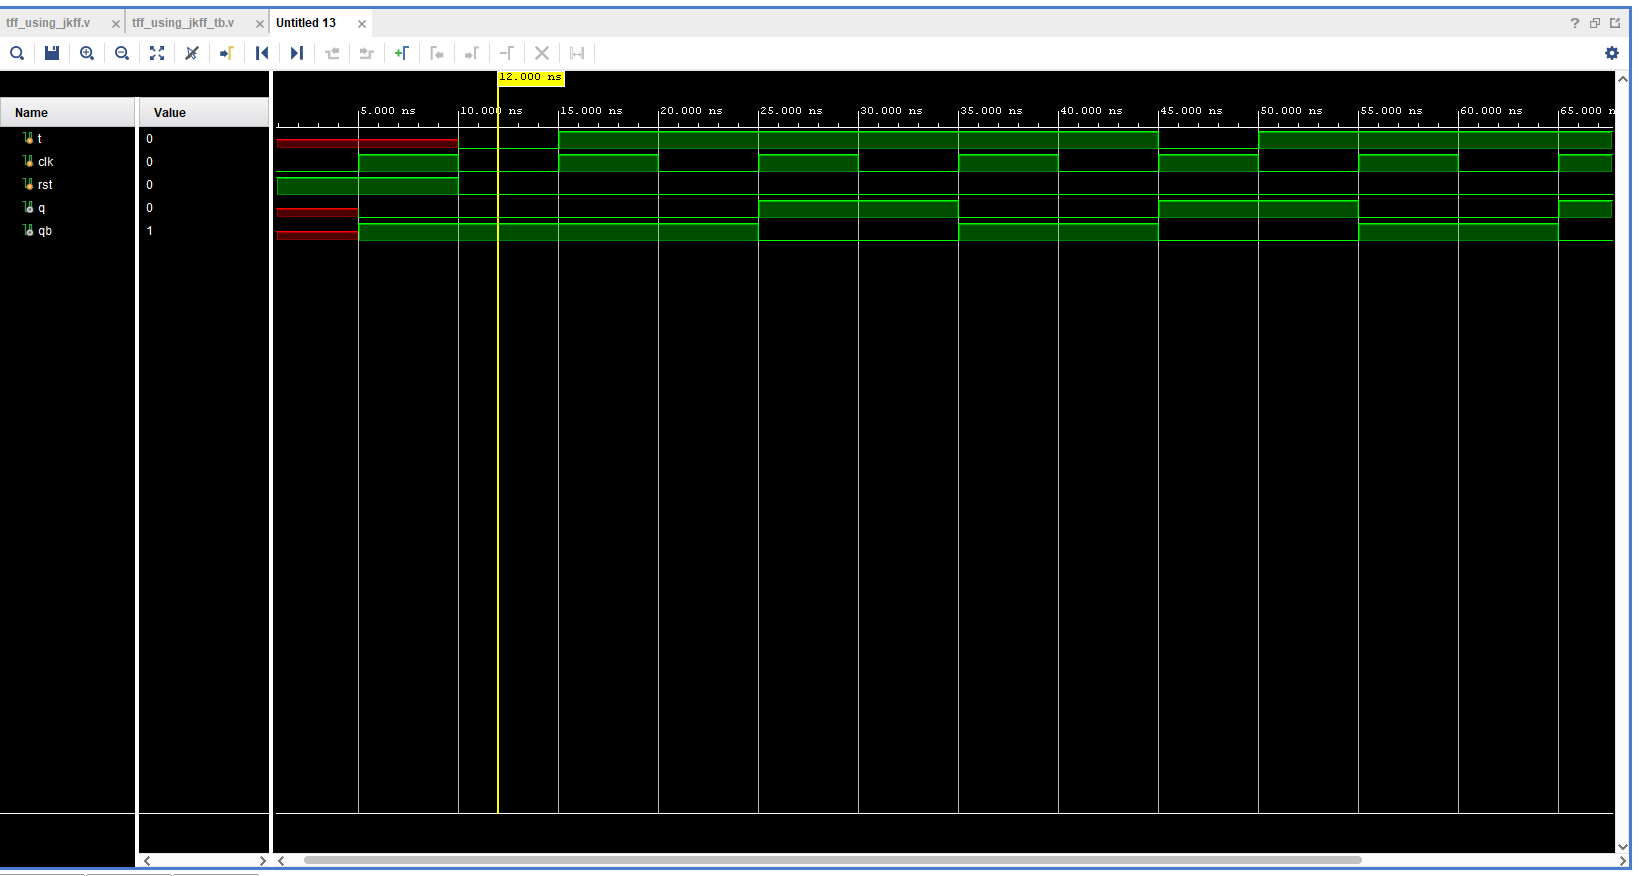 tff_using_jkff.v × tff_using_jkff_tb.v × Untitled 13 ×
?
12.000 ns
Name Value
5.000 ns 10.000 ns 15.000 ns 20.000 ns 25.000 ns 30.000 ns 35.000 ns 40.000 ns 45.000 ns 50.000 ns 55.000 ns 60.000 ns 65.000 n
t 0
clk 0
rst 0
q 0
qb 1